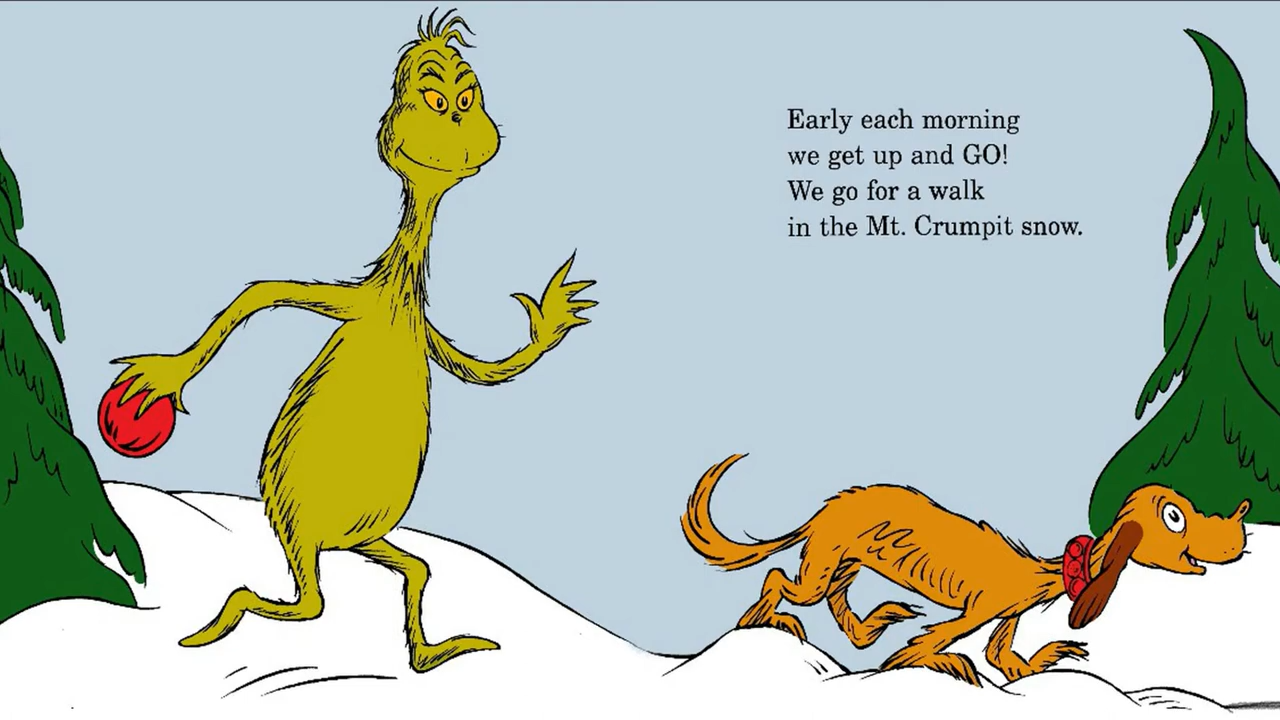 Early each morning
we get up and GO!
We go for a walk
in the Mt. Crumpit snow.